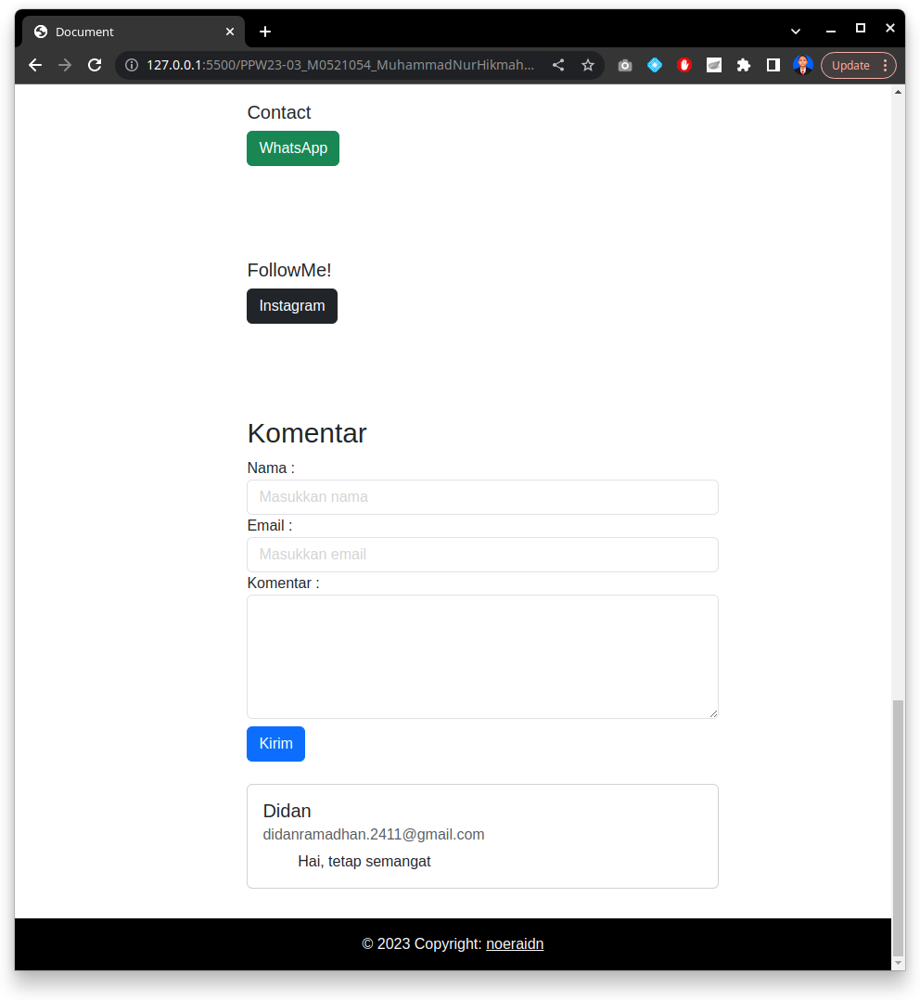 Document
127.0.0.1:5500/PPW23-03_M0521054_MuhammadNurHikmah...
Update
Contact
WhatsApp
FollowMe!
Instagram
Komentar
Nama :
Masukkan nama
Email :
Masukkan email
Komentar :
Kirim
Didan
didanramadhan.2411@gmail.com
Hai, tetap semangat
© 2023 Copyright: noeraidn